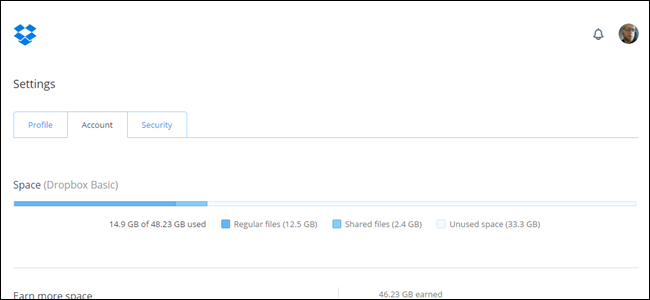 Settings
Profile Account Security
Space (Dropbox Basic)
14.9 GB of 48.23 GB used Regular files (12.5 GB) Shared files (2.4 GB) Unused space (33.3 GB)
Earn more space 46.23 GB earned